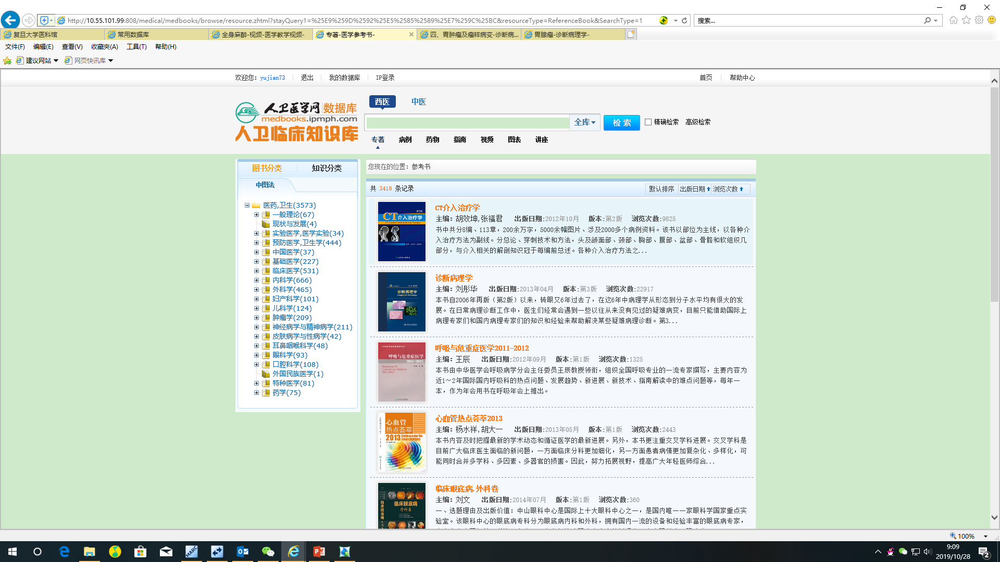 http://10.55.101.99:808/medical/medbooks/browse/resource.zhtml?stayQuery1=%25E9%259D%2592%25E5%2585%2589%25E7%259C%25BC&resourceType=ReferenceBook&SearchType=1
搜索...
复旦大学医科馆
常用数据库
全身麻醉-视频-医学教学视频-
专著-医学参考书-
四、胃肿瘤及瘤样病变-诊断病...
胃腺瘤-诊断病理学-
文件(F) 编辑(E) 查看(V) 收藏夹(A) 工具(T) 帮助(H)
建议网站 网页快讯库
欢迎您: yujian73 退出 我的数据库 IP登录 首页 帮助中心
人卫医学网数据库
medbooks.ipmph.com
人卫临床知识库
西医 中医
全库 检索 精确检索 高级检索
专著 病例 药物 指南 视频 图表 讲座
图书分类 知识分类
中图法
医药,卫生(3573)
一般理论(67)
现状与发展(4)
实验医学,医学实验(34)
预防医学,卫生学(444)
中国医学(37)
基础医学(227)
临床医学(531)
内科学(666)
外科学(465)
妇产科学(101)
儿科学(124)
肿瘤学(209)
神经病学与精神病学(211)
皮肤病学与性病学(42)
耳鼻咽喉科学(48)
眼科学(93)
口腔科学(108)
外国民族医学(1)
特种医学(81)
药学(75)
您现在的位置: 参考书
共 3419 条记录 默认排序 出版日期 浏览次数
CT介入治疗学
主编: 胡效坤,张福君 出版日期:2012年10月 版本:第2版 浏览次数:9825
书中共分8编、113章，200余万字，5000余幅图片、涉及2000多个病例资料。该书以部位为主线，以各种介
入治疗方法为副线。分总论、穿刺技术和方法，头及颌面部、颈部、胸部、腹部、盆部、骨骼和软组织几
部分，与介入相关的解剖知识冠于每编前总述。各种介入治疗方法之...
诊断病理学
主编: 刘彤华 出版日期:2013年04月 版本:第3版 浏览次数:22917
本书自2006年再版（第2版）以来，转眼又6年过去了，在这6年中病理学从形态到分子水平均有很大的发
展。在日常病理诊断工作中，医生们经常会遇到一些以往从来没有见过的疑难病变，目前只能借助国际上
病理专家们和国内病理专家们的知识和经验来帮助解决某些疑难病理诊断。第3...
呼吸与危重症医学2011-2012
主编: 王辰 出版日期:2012年09月 版本:第1版 浏览次数:1325
本书由中华医学会呼吸病学分会主任委员王辰教授领衔，组织全国呼吸专业的一流专家撰写，主要内容为
近1～2年国际国内呼吸科的热点问题、发展趋势、新进展、新技术、指南解读中的难点问题等，每年一
本，作为年会用书在呼吸年会上推出。
心血管热点荟萃2013
主编: 杨水祥,胡大一 出版日期:2013年05月 版本:第1版 浏览次数:2443
本书内容及时把握最新的学术动态和循证医学的最新进展。另外，本书更注重交叉学科进展。交叉学科是
目前广大临床医生面临的新问题，一方面临床分科更加细化，另一方面患者病情更加复杂化、多样化，可
能同时合并多学科、多因素、多器官的损害。因此，努力拓展视野，提高广大年轻医师综合...
临床眼底病.外科卷
主编: 刘文 出版日期:2014年07月 版本:第1版 浏览次数:360
一、选题理由及出版价值: 中山眼科中心是国际上十大眼科中心之一，是国内唯一一家眼科学国家重点实
验室。该眼科中心的眼底病专科分为眼底病内科和外科，拥有国内一流的设备和经验丰富的眼底病专家，
CT介入治疗学
诊断病理学
呼吸与危重症医学
2011-2012
心血管
热点荟萃
2013
临床眼底病
外科卷
100%
9:09
2019/10/28
2